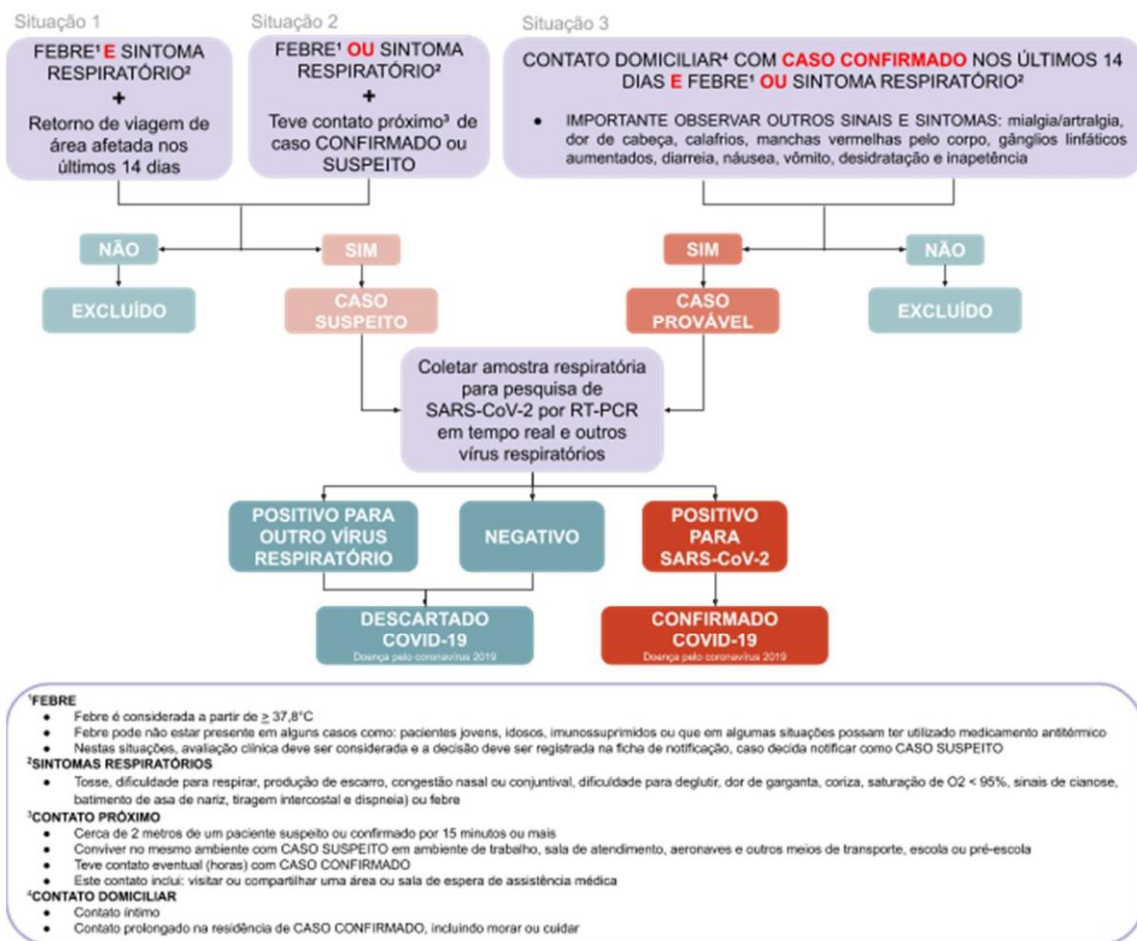 Situação 1
FEBRE¹ E SINTOMA
RESPIRATÓRIO²
+
Retorno de viagem de
área afetada nos
últimos 14 dias
Situação 2
FEBRE¹ OU SINTOMA
RESPIRATÓRIO²
+
Teve contato próximo³ de
caso CONFIRMADO ou
SUSPEITO
Situação 3
CONTATO DOMICILIAR⁴ COM CASO CONFIRMADO NOS ÚLTIMOS 14
DIAS E FEBRE¹ OU SINTOMA RESPIRATÓRIO²
• IMPORTANTE OBSERVAR OUTROS SINAIS E SINTOMAS: mialgia/artralgia,
dor de cabeça, calafrios, manchas vermelhas pelo corpo, gânglios linfáticos
aumentados, diarreia, náusea, vômito, desidratação e inapetência
NÃO
SIM
SIM
NÃO
EXCLUÍDO
CASO
SUSPEITO
CASO
PROVÁVEL
EXCLUÍDO
Coletar amostra respiratória
para pesquisa de
SARS-CoV-2 por RT-PCR
em tempo real e outros
vírus respiratórios
POSITIVO PARA
OUTRO VÍRUS
RESPIRATÓRIO
NEGATIVO
POSITIVO
PARA
SARS-CoV-2
DESCARTADO
COVID-19
Doença pelo coronavírus 2019
CONFIRMADO
COVID-19
Doença pelo coronavírus 2019
¹FEBRE
• Febre é considerada a partir de ≥ 37,8°C
• Febre pode não estar presente em alguns casos como: pacientes jovens, idosos, imunossuprimidos ou que em algumas situações possam ter utilizado medicamento antitérmico
• Nestas situações, avaliação clínica deve ser considerada e a decisão deve ser registrada na ficha de notificação, caso decida notificar como CASO SUSPEITO
²SINTOMAS RESPIRATÓRIOS
• Tosse, dificuldade para respirar, produção de escarro, congestão nasal ou conjuntival, dificuldade para deglutir, dor de garganta, coriza, saturação de O2 < 95%, sinais de cianose,
batimento de asa de nariz, tiragem intercostal e dispneia) ou febre
³CONTATO PRÓXIMO
• Cerca de 2 metros de um paciente suspeito ou confirmado por 15 minutos ou mais
• Conviver no mesmo ambiente com CASO SUSPEITO em ambiente de trabalho, sala de atendimento, aeronaves e outros meios de transporte, escola ou pré-escola
• Teve contato eventual (horas) com CASO CONFIRMADO
• Este contato inclui: visitar ou compartilhar uma área ou sala de espera de assistência médica
⁴CONTATO DOMICILIAR
• Contato íntimo
• Contato prolongado na residência de CASO CONFIRMADO, incluindo morar ou cuidar